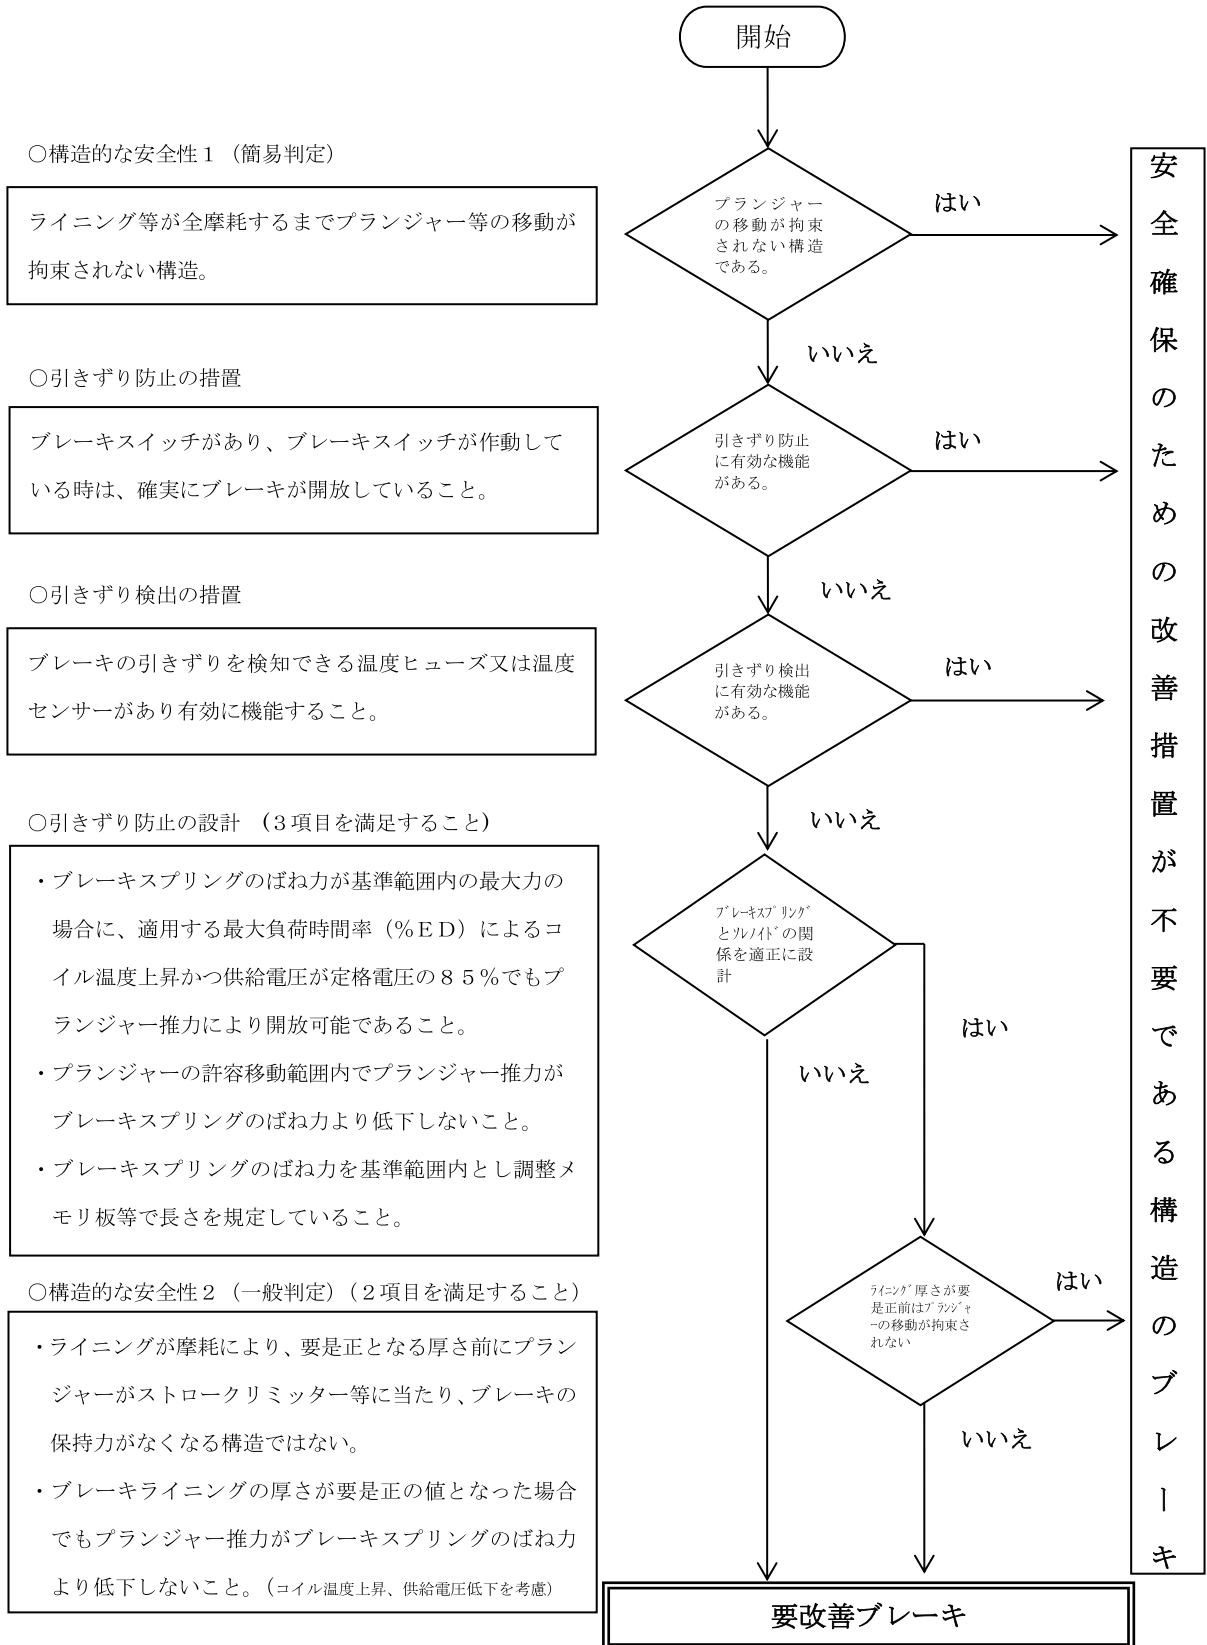 開始
○構造的な安全性１（簡易判定）
ライニング等が全摩耗するまでプランジャー等の移動が
拘束されない構造。
プランジャー
の移動が拘束
されない構造
である。
はい
いいえ
○引きずり防止の措置
ブレーキスイッチがあり、ブレーキスイッチが作動して
いる時は、確実にブレーキが開放していること。
引きずり防止
に有効な機能
がある。
はい
いいえ
○引きずり検出の措置
ブレーキの引きずりを検知できる温度ヒューズ又は温度
センサーがあり有効に機能すること。
引きずり検出
に有効な機能
がある。
はい
いいえ
○引きずり防止の設計　(３項目を満足すること)
・ブレーキスプリングのばね力が基準範囲内の最大力の
場合に、適用する最大負荷時間率（%ＥＤ）によるコ
イル温度上昇かつ供給電圧が定格電圧の８５%でもプ
ランジャー推力により開放可能であること。
・プランジャーの許容移動範囲内でプランジャー推力が
ブレーキスプリングのばね力より低下しないこと。
・ブレーキスプリングのばね力を基準範囲内とし調整メ
モリ板等で長さを規定していること。
ﾌﾞﾚｰｷｽﾌﾟﾘﾝｸﾞ
とｿﾚﾉｲﾄﾞの関
係を適正に設
計
はい
いいえ
○構造的な安全性２（一般判定）（２項目を満足すること）
・ライニングが摩耗により、要是正となる厚さ前にプラン
ジャーがストロークリミッター等に当たり、ブレーキの
保持力がなくなる構造ではない。
・ブレーキライニングの厚さが要是正の値となった場合
でもプランジャー推力がブレーキスプリングのばね力
より低下しないこと。（コイル温度上昇、供給電圧低下を考慮）
ﾗｲﾆﾝｸﾞ厚さが要
是正前はﾌﾟﾗﾝｼﾞｬ
ｰの移動が拘束さ
れない
はい
いいえ
要改善ブレーキ
安全確保のための改善措置が不要である構造のブレーキ